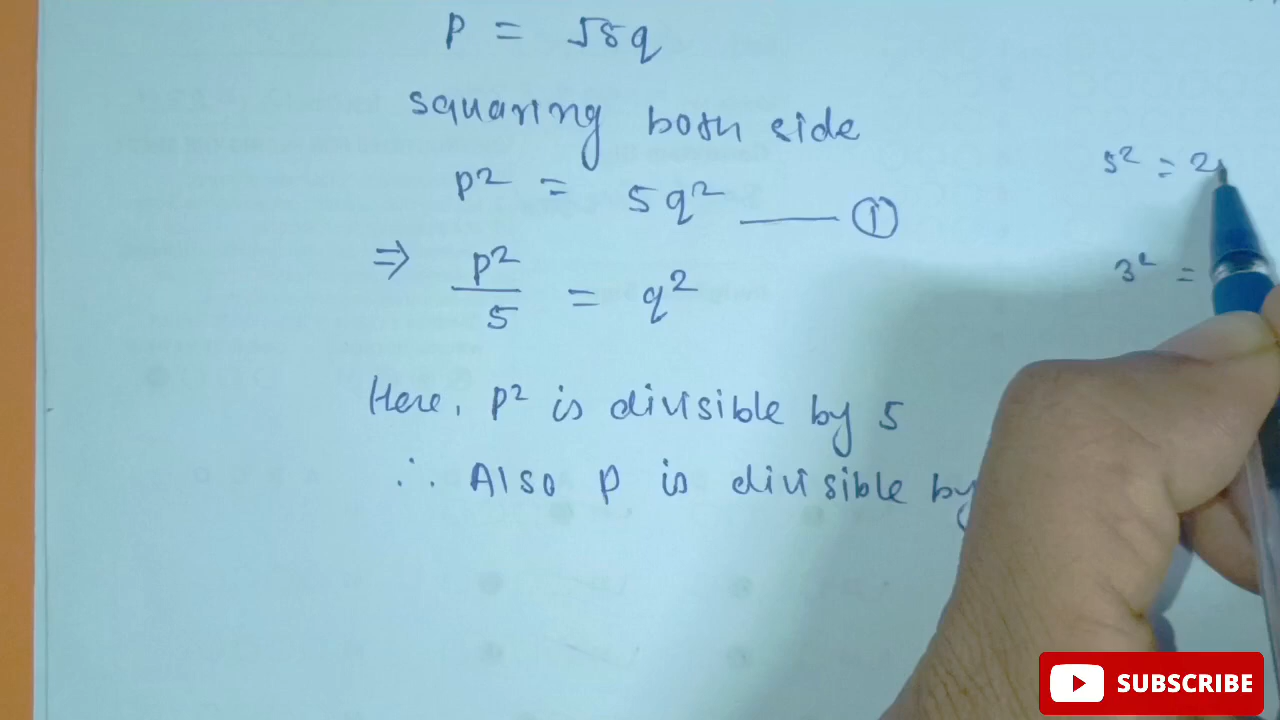 p = √5q
squaring both side
p² = 5q² —— ①
⇒ p²/5 = q²
5² = 2
3² =
Here, p² is divisible by 5
∴ Also p is divisible by
SUBSCRIBE